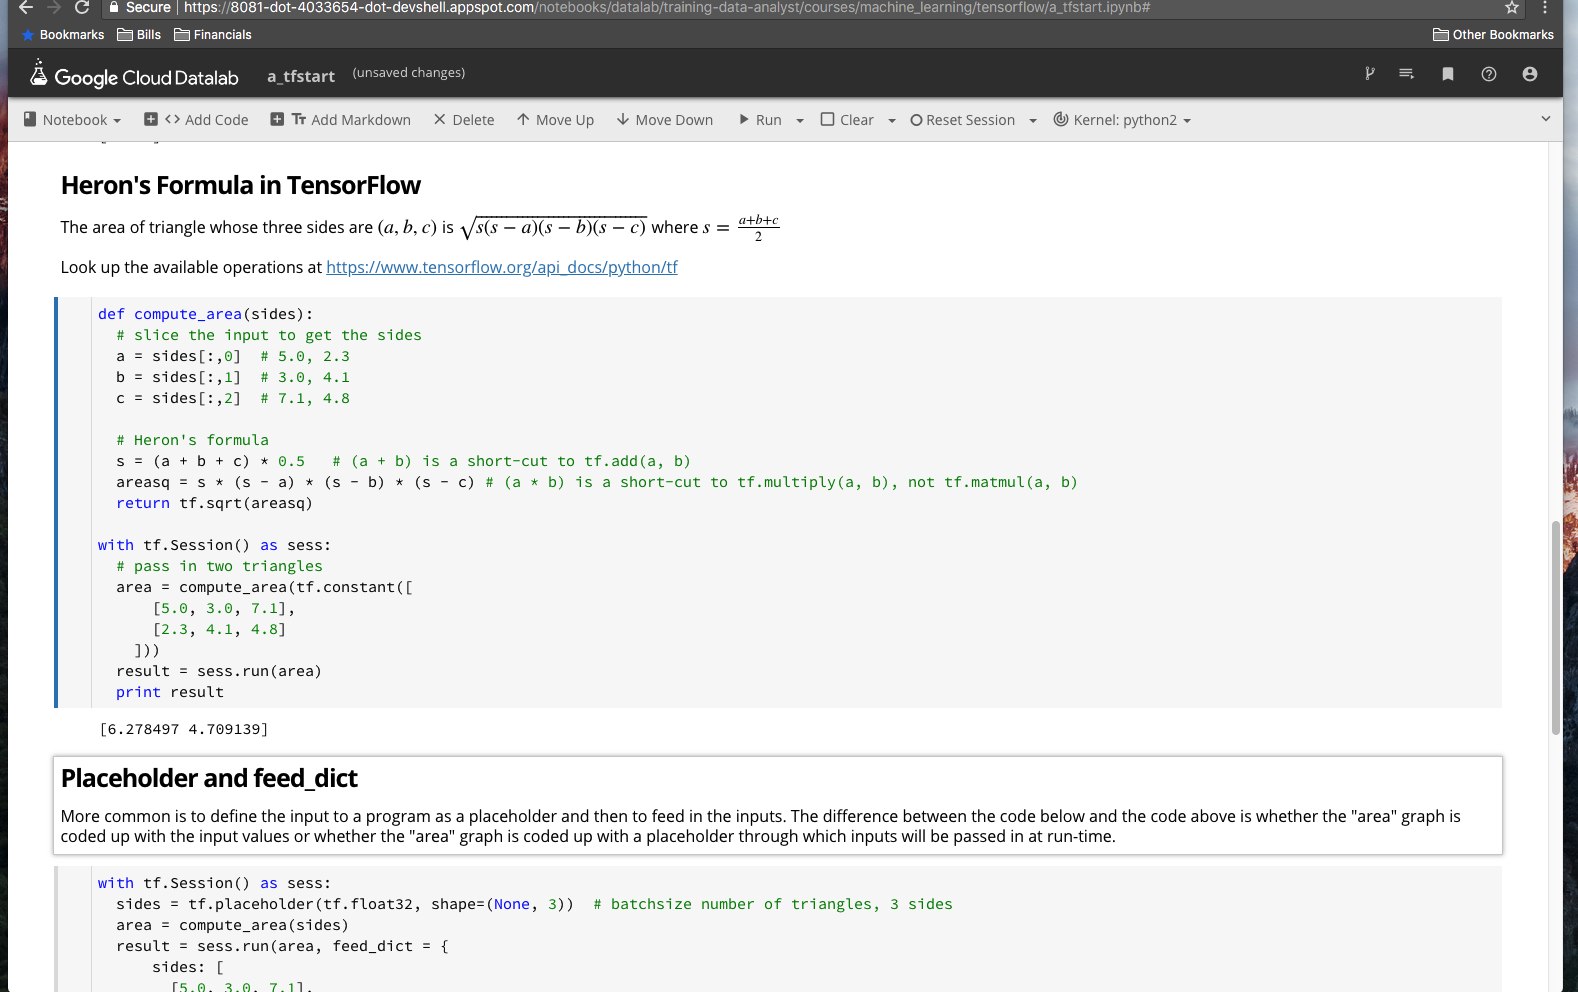 Secure | https://8081-dot-4033654-dot-devshell.appspot.com/notebooks/datalab/training-data-analyst/courses/machine_learning/tensorflow/a_tfstart.ipynb#
Bookmarks Bills Financials Other Bookmarks
Google Cloud Datalab a_tfstart (unsaved changes)
Notebook <> Add Code Tr Add Markdown Delete Move Up Move Down Run Clear Reset Session Kernel: python2
Heron's Formula in TensorFlow
The area of triangle whose three sides are (a, b, c) is √s(s − a)(s − b)(s − c) where s = a+b+c
2
Look up the available operations at https://www.tensorflow.org/api_docs/python/tf
def compute_area(sides):
  # slice the input to get the sides
  a = sides[:,0]  # 5.0, 2.3
  b = sides[:,1]  # 3.0, 4.1
  c = sides[:,2]  # 7.1, 4.8
  # Heron's formula
  s = (a + b + c) * 0.5   # (a + b) is a short-cut to tf.add(a, b)
  areasq = s * (s - a) * (s - b) * (s - c) # (a * b) is a short-cut to tf.multiply(a, b), not tf.matmul(a, b)
  return tf.sqrt(areasq)
with tf.Session() as sess:
  # pass in two triangles
  area = compute_area(tf.constant([
      [5.0, 3.0, 7.1],
      [2.3, 4.1, 4.8]
    ]))
  result = sess.run(area)
  print result
[6.278497 4.709139]
Placeholder and feed_dict
More common is to define the input to a program as a placeholder and then to feed in the inputs. The difference between the code below and the code above is whether the "area" graph is
coded up with the input values or whether the "area" graph is coded up with a placeholder through which inputs will be passed in at run-time.
with tf.Session() as sess:
  sides = tf.placeholder(tf.float32, shape=(None, 3))  # batchsize number of triangles, 3 sides
  area = compute_area(sides)
  result = sess.run(area, feed_dict = {
      sides: [
        [5.0, 3.0, 7.1],